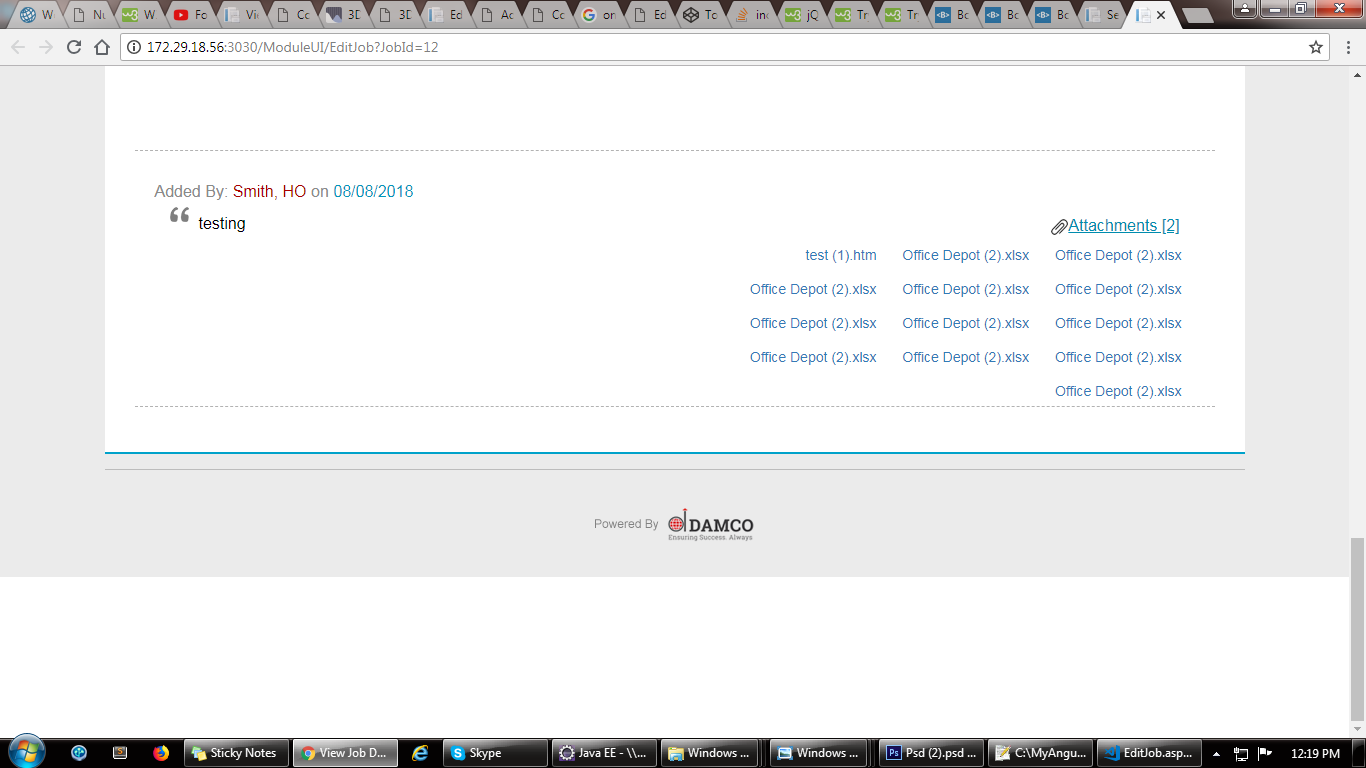 W Nu W Fo Vi Co 3D 3D Ed Ac Co on Ed To inc jQ Tr Tr Bo Bo Bo Se
172.29.18.56:3030/ModuleUI/EditJob?JobId=12
Added By: Smith, HO on 08/08/2018
testing
Attachments [2]
test (1).htm Office Depot (2).xlsx Office Depot (2).xlsx
Office Depot (2).xlsx Office Depot (2).xlsx Office Depot (2).xlsx
Office Depot (2).xlsx Office Depot (2).xlsx Office Depot (2).xlsx
Office Depot (2).xlsx Office Depot (2).xlsx Office Depot (2).xlsx
Office Depot (2).xlsx
Powered By DAMCO
Ensuring Success. Always
Sticky Notes View Job D... Skype Java EE - \\... Windows ... Windows ... Psd (2).psd ... C:\MyAngu... EditJob.asp... 12:19 PM